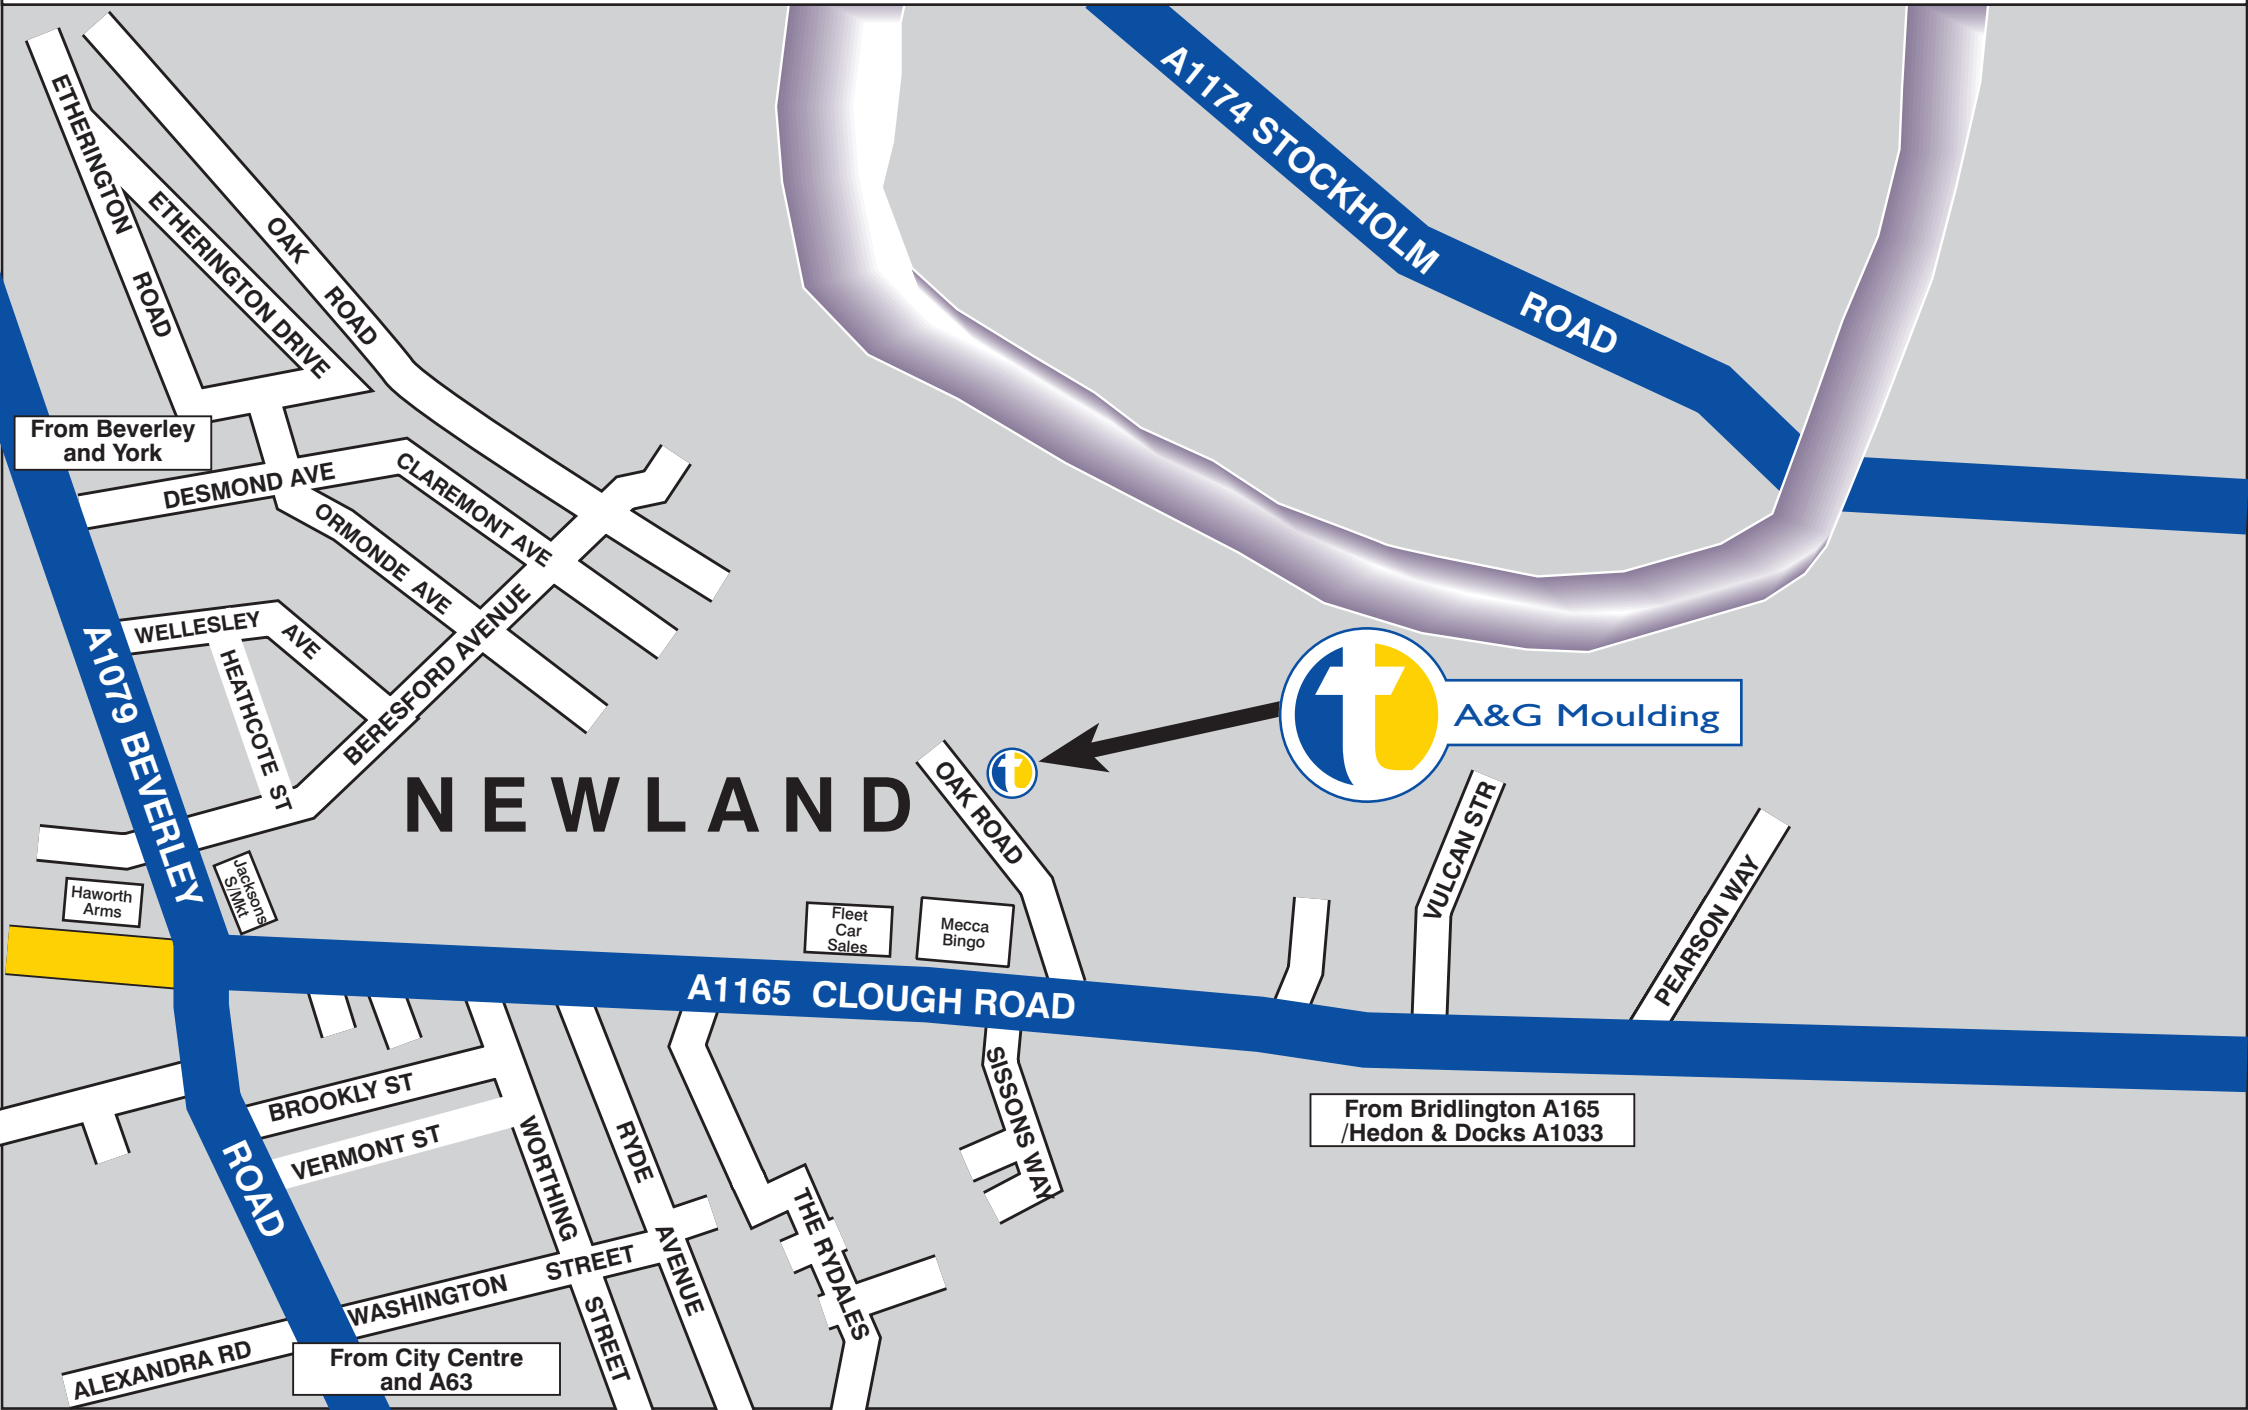 A1174 STOCKHOLM ROAD
ETHERINGTON ROAD
ETHERINGTON DRIVE
OAK ROAD
From Beverley
and York
DESMOND AVE
CLAREMONT AVE
ORMONDE AVE
WELLESLEY AVE
HEATHCOTE ST
BERESFORD AVENUE
A1079 BEVERLEY ROAD
t
A&G Moulding
t
NEWLAND
OAK ROAD
VULCAN STR
PEARSON WAY
Haworth
Arms
Jacksons
S/Mkt
Fleet
Car
Sales
Mecca
Bingo
A1165 CLOUGH ROAD
SISSONS WAY
From Bridlington A165
/Hedon & Docks A1033
BROOKLY ST
VERMONT ST
WORTHING STREET
RYDE AVENUE
THE RYDALES
WASHINGTON STREET
ALEXANDRA RD
From City Centre
and A63